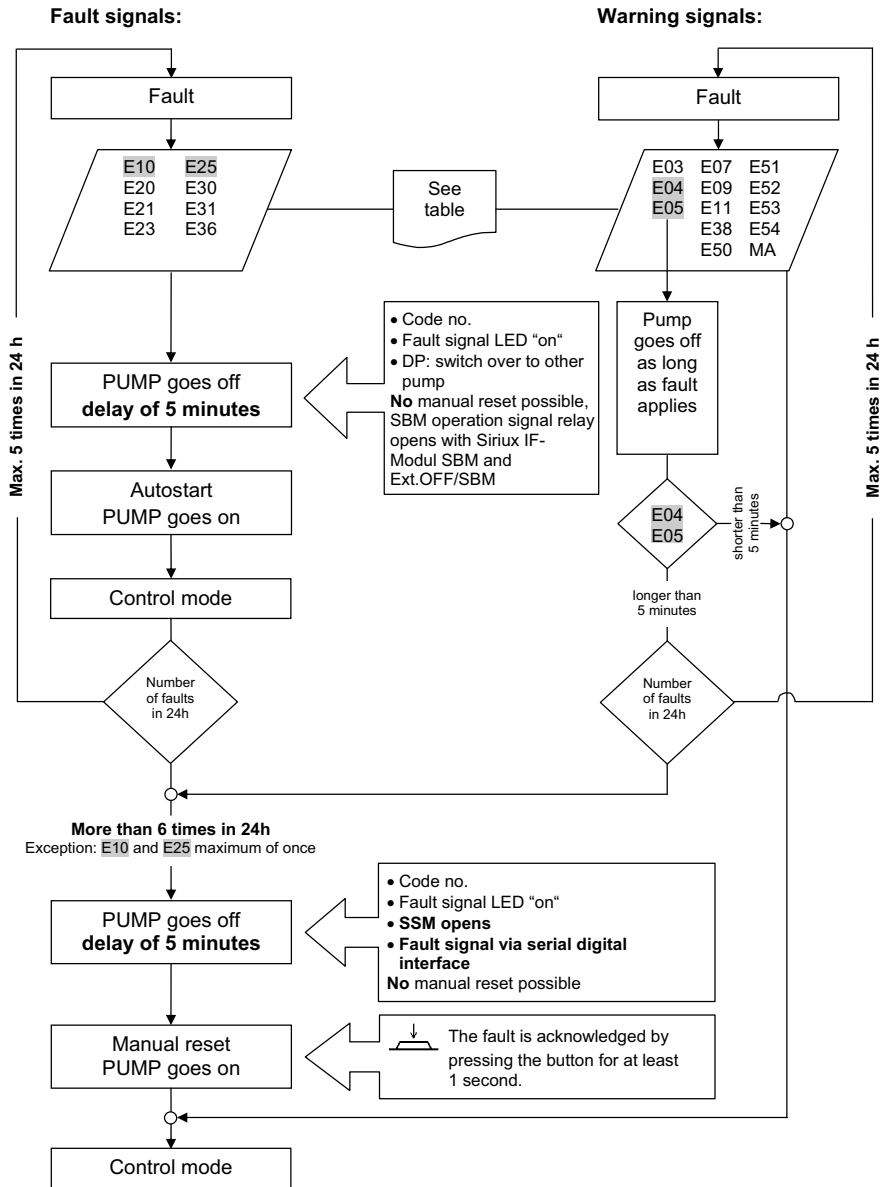 Fault signals:
Warning signals:
Fault
Fault
E10 E25
E20 E30
E21 E31
E23 E36
See
table
E03 E07 E51
E04 E09 E52
E05 E11 E53
E38 E54
E50 MA
Max. 5 times in 24 h
Max. 5 times in 24 h
• Code no.
• Fault signal LED “on“
• DP: switch over to other
pump
No manual reset possible,
SBM operation signal relay
opens with Siriux IF-
Modul SBM and
Ext.OFF/SBM
Pump
goes off
as long
as fault
applies
PUMP goes off
delay of 5 minutes
Autostart
PUMP goes on
E04
E05
shorter than
5 minutes
Control mode
longer than
5 minutes
Number
of faults
in 24h
Number
of faults
in 24h
More than 6 times in 24h
Exception: E10 and E25 maximum of once
PUMP goes off
delay of 5 minutes
• Code no.
• Fault signal LED “on“
• SSM opens
• Fault signal via serial digital
interface
No manual reset possible
Manual reset
PUMP goes on
The fault is acknowledged by
pressing the button for at least
1 second.
Control mode